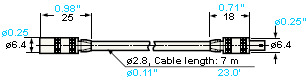 0.98"
25
0.71"
18
ø0.25
ø6.4
ø0.25"
ø6.4
ø2.8, Cable length: 7 m
ø0.11"
23.0'